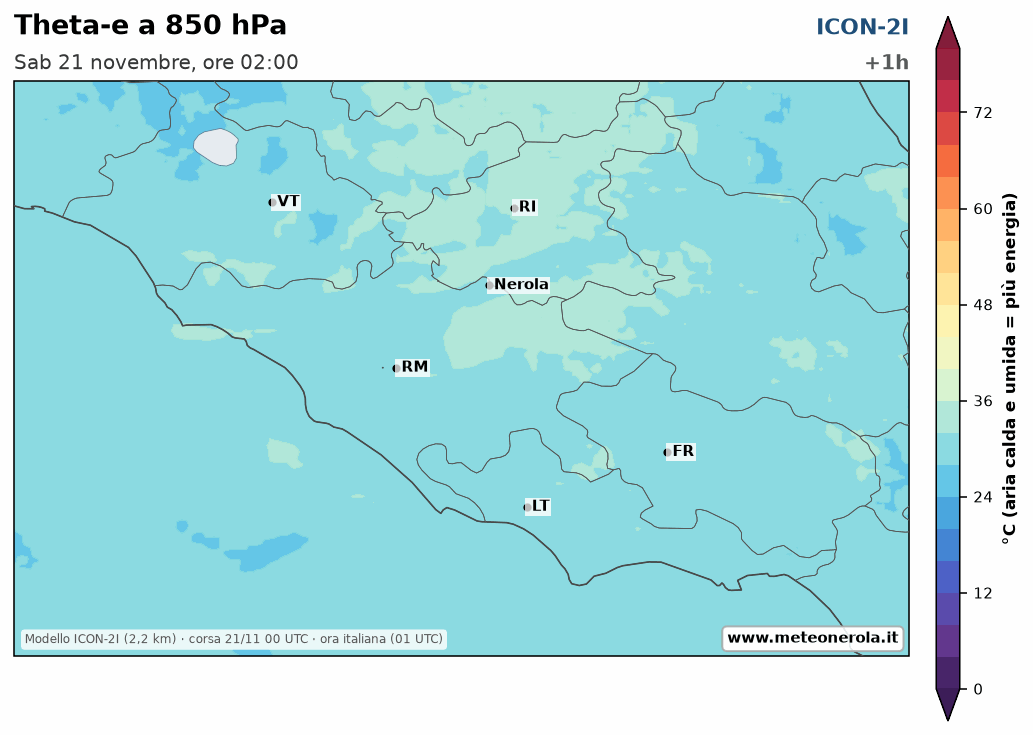 Theta-e a 850 hPa
ICON-2I
Sab 21 novembre, ore 02:00
+1h
VT
RI
Nerola
RM
FR
LT
Modello ICON-2I (2,2 km) · corsa 21/11 00 UTC · ora italiana (01 UTC)
www.meteonerola.it
72
60
48
36
24
12
0
°C (aria calda e umida = più energia)